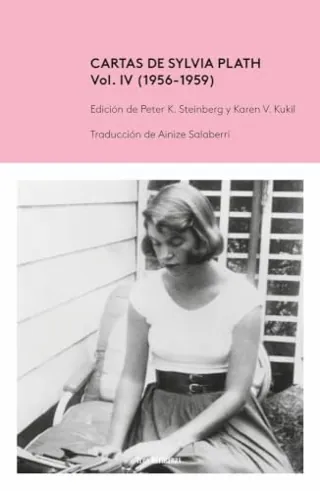 CARTAS DE SYLVIA PLATH
Vol. IV (1956-1959)
Edición de Peter K. Steinberg y Karen V. Kukil
Traducción de Ainize Salaberri